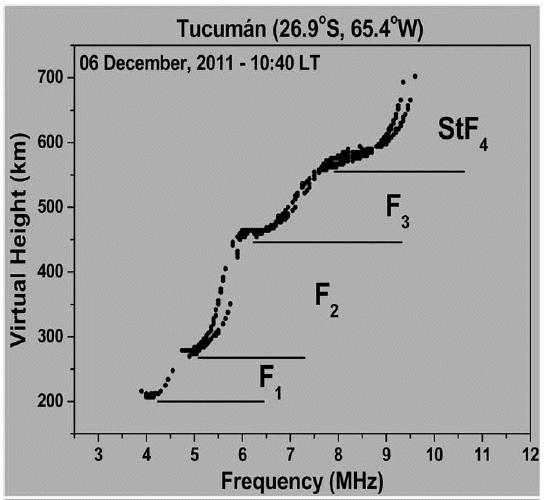 Tucumán (26.9°S, 65.4°W)
06 December, 2011 - 10:40 LT
Virtual Height (km)
700
600
500
400
300
200
StF4
F3
F2
F1
3 4 5 6 7 8 9 10 11 12
Frequency (MHz)